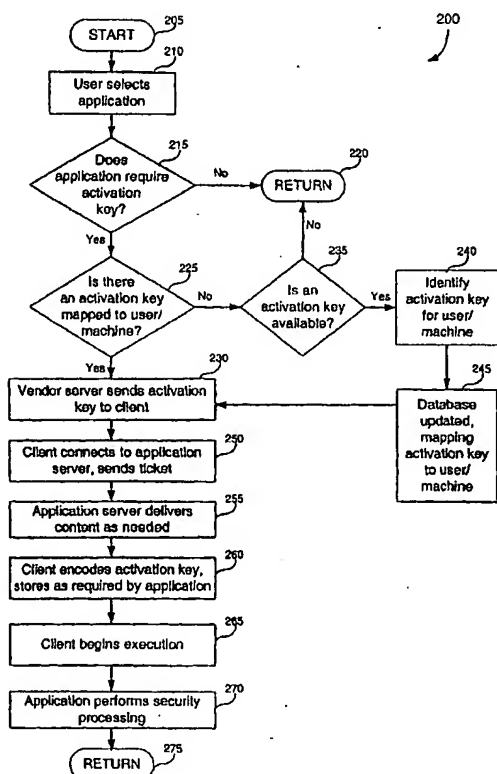 START
205
200
210
User selects
application
215
Does
application require
activation
key?
No
220
RETURN
Yes
No
225
Is there
an activation key
mapped to user/
machine?
No
235
Is an
activation key
available?
Yes
240
Identify
activation key
for user/
machine
Yes
230
Vendor server sends activation
key to client
245
Database
updated,
mapping
activation key
to user/
machine
250
Client connects to application
server, sends ticket
255
Application server delivers
content as needed
260
Client encodes activation key,
stores as required by application
265
Client begins execution
270
Application performs security
processing
RETURN
275